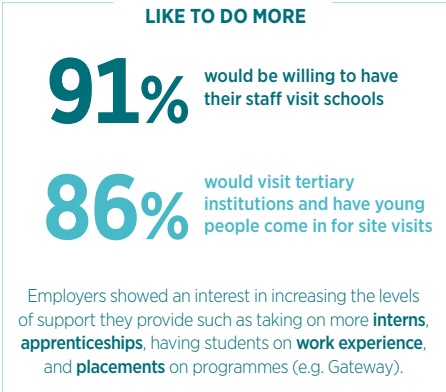 LIKE TO DO MORE
91% would be willing to have
their staff visit schools
86% would visit tertiary
institutions and have young
people come in for site visits
Employers showed an interest in increasing the levels
of support they provide such as taking on more interns,
apprenticeships, having students on work experience,
and placements on programmes (e.g. Gateway).